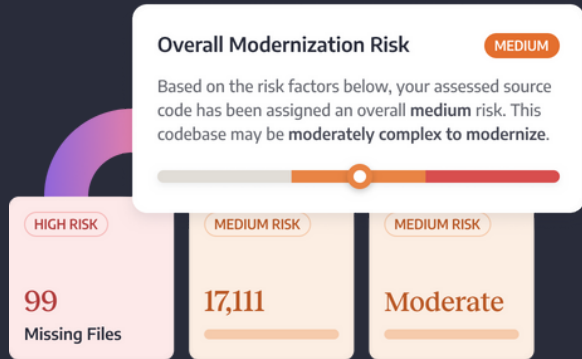 Overall Modernization Risk
MEDIUM
Based on the risk factors below, your assessed source
code has been assigned an overall medium risk. This
codebase may be moderately complex to modernize.
HIGH RISK
99
Missing Files
MEDIUM RISK
17,111
MEDIUM RISK
Moderate